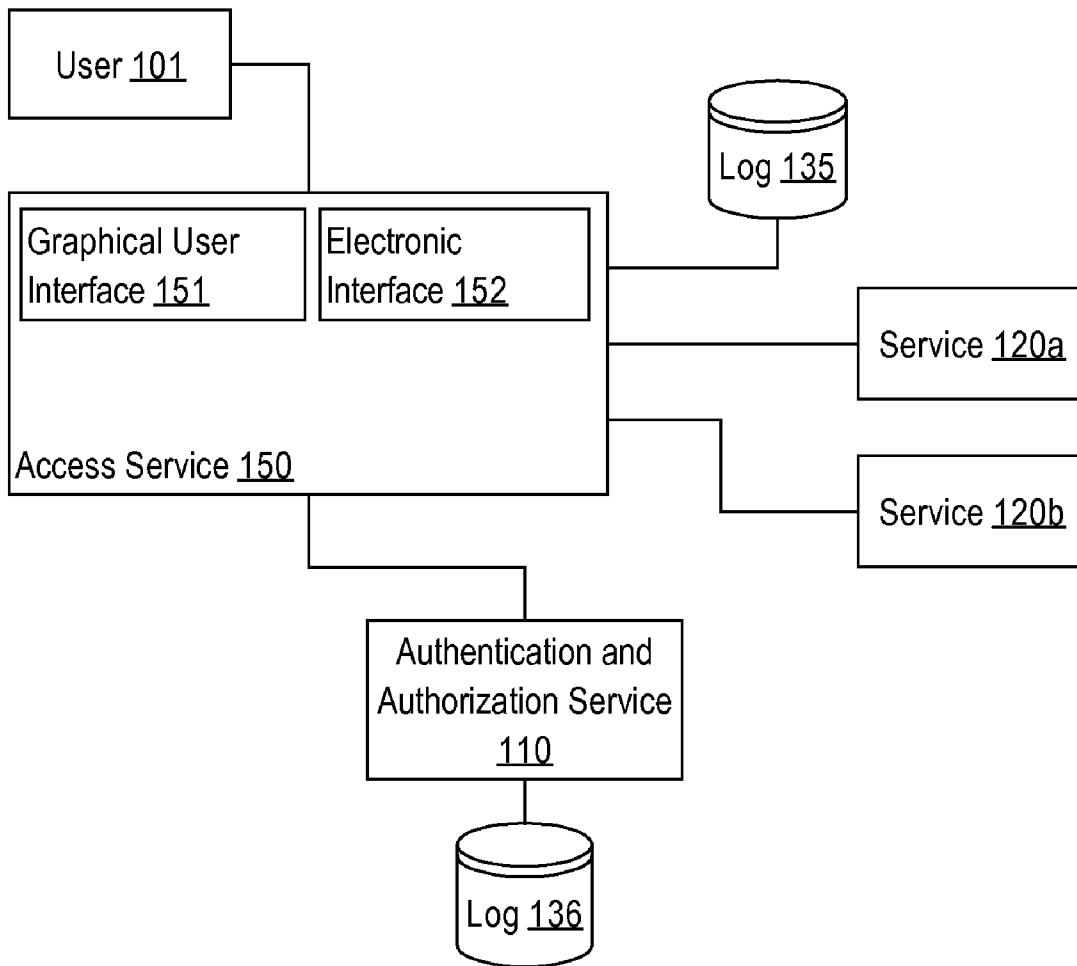 User 101
Log 135
Graphical User
Interface 151
Electronic
Interface 152
Service 120a
Access Service 150
Service 120b
Authentication and
Authorization Service
110
Log 136